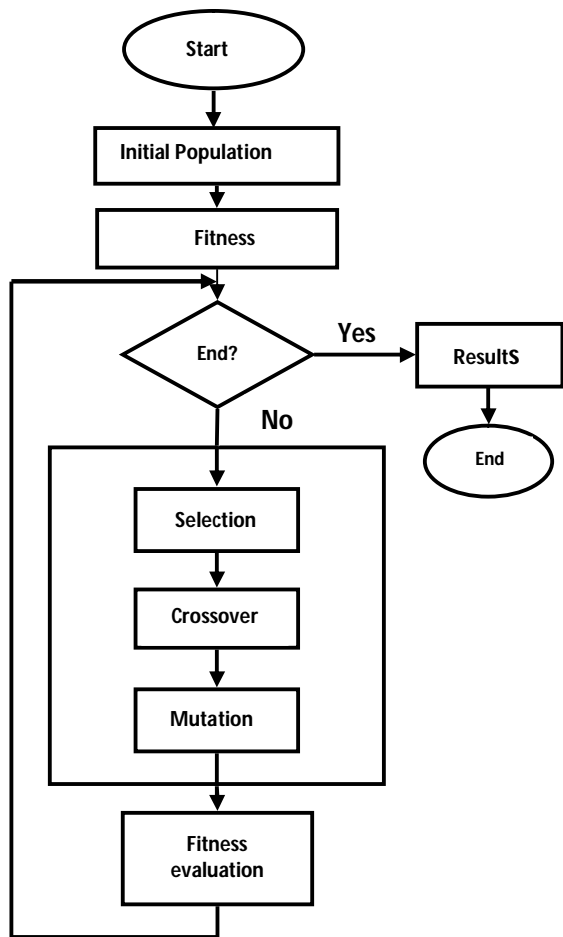 Start
Initial Population
Fitness
End?
Yes
ResultS
End
No
Selection
Crossover
Mutation
Fitness
evaluation